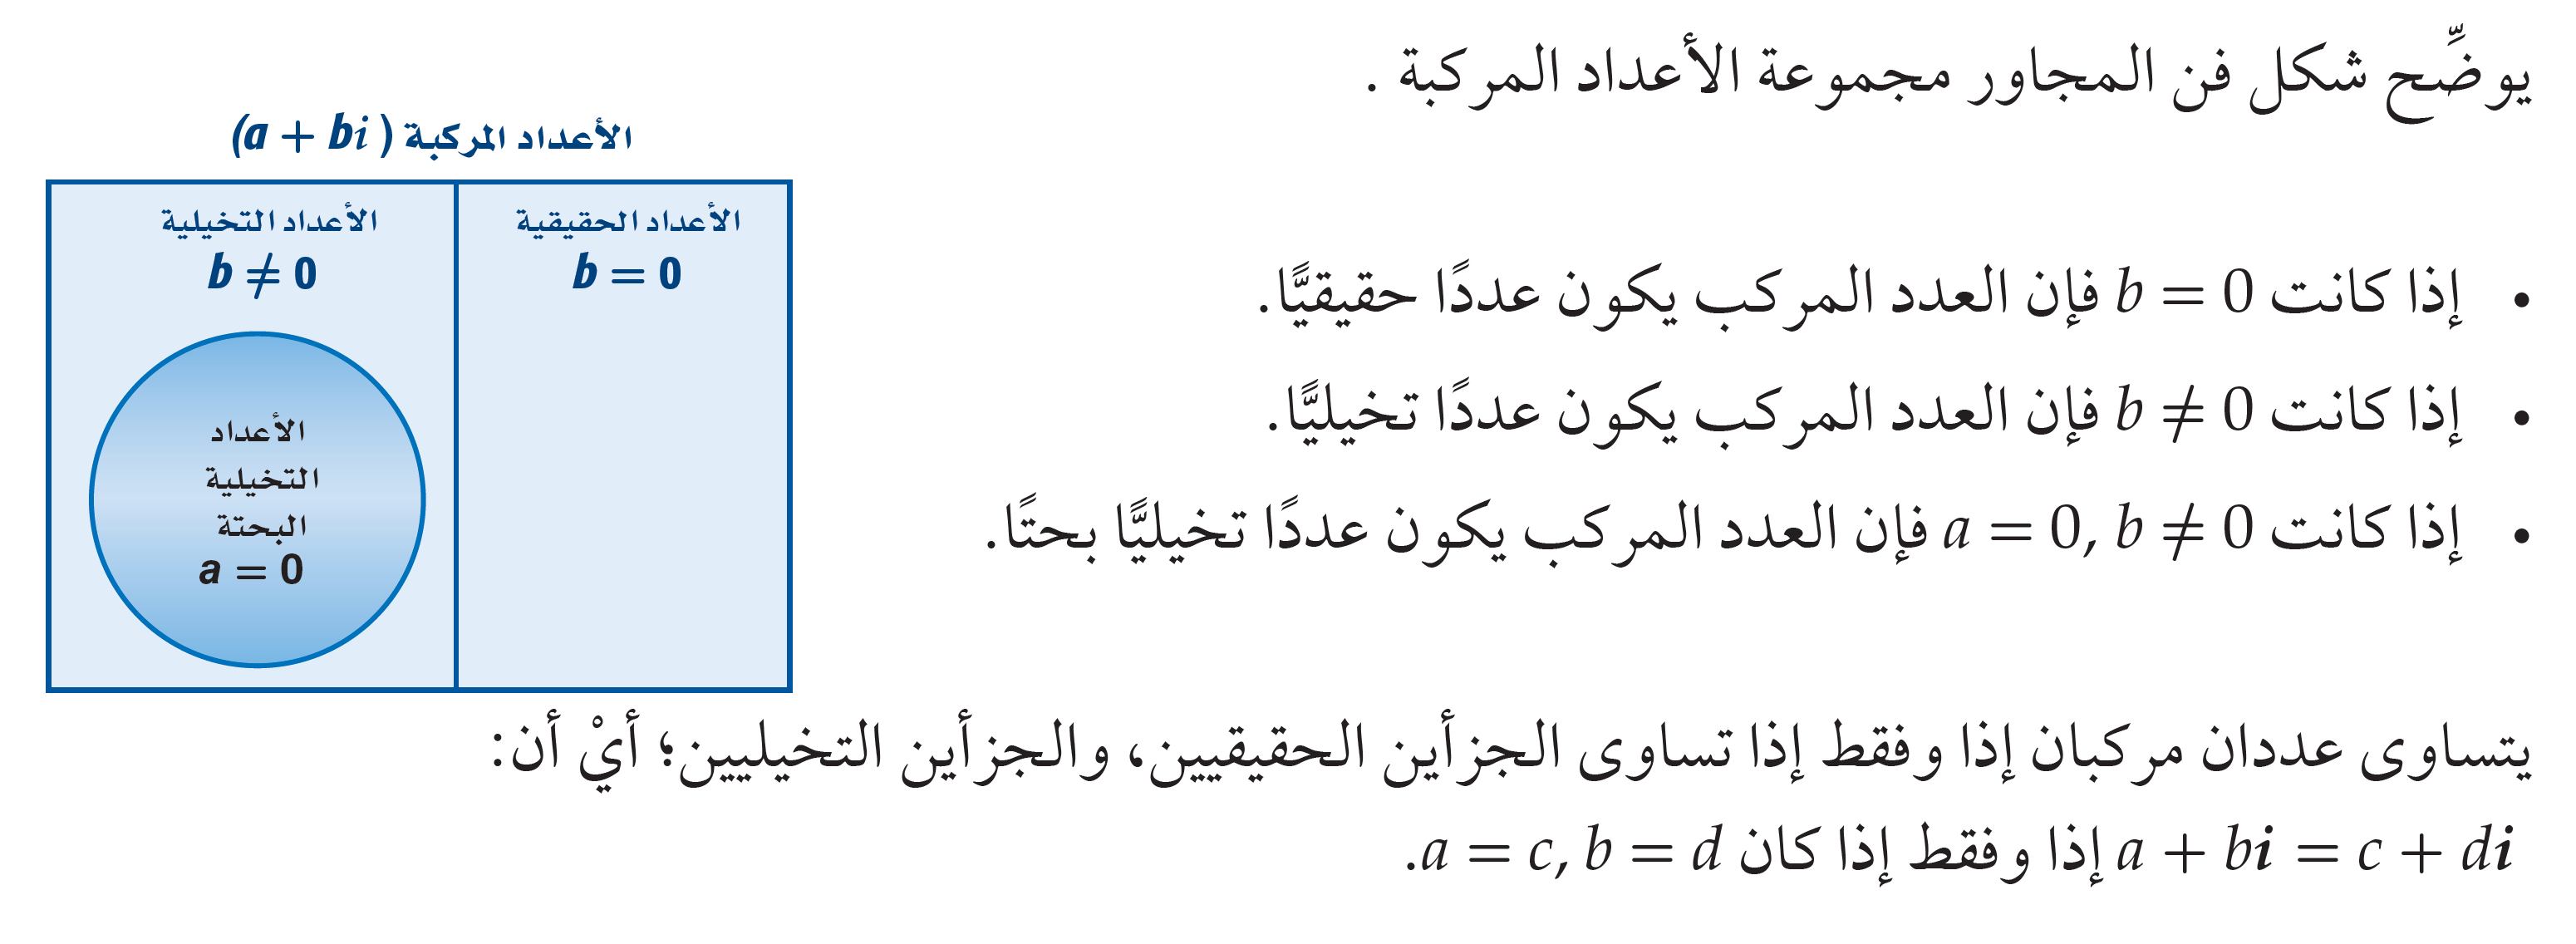 يوضِّح شكل فن المجاور مجموعة الأعداد المركبة .
الأعداد المركبة (a + bi)
الأعداد الحقيقية
b = 0
الأعداد التخيلية
b ≠ 0
الأعداد
التخيلية
البحتة
a = 0
• إذا كانت b = 0 فإن العدد المركب يكون عددًا حقيقيًّا.
• إذا كانت b ≠ 0 فإن العدد المركب يكون عددًا تخيليًّا.
• إذا كانت a = 0, b ≠ 0 فإن العدد المركب يكون عددًا تخيليًّا بحتًا.
يتساوى عددان مركبان إذا وفقط إذا تساوى الجزأين الحقيقيين، والجزأين التخيليين؛ أيْ أن:
a + bi = c + di إذا وفقط إذا كان a = c, b = d.